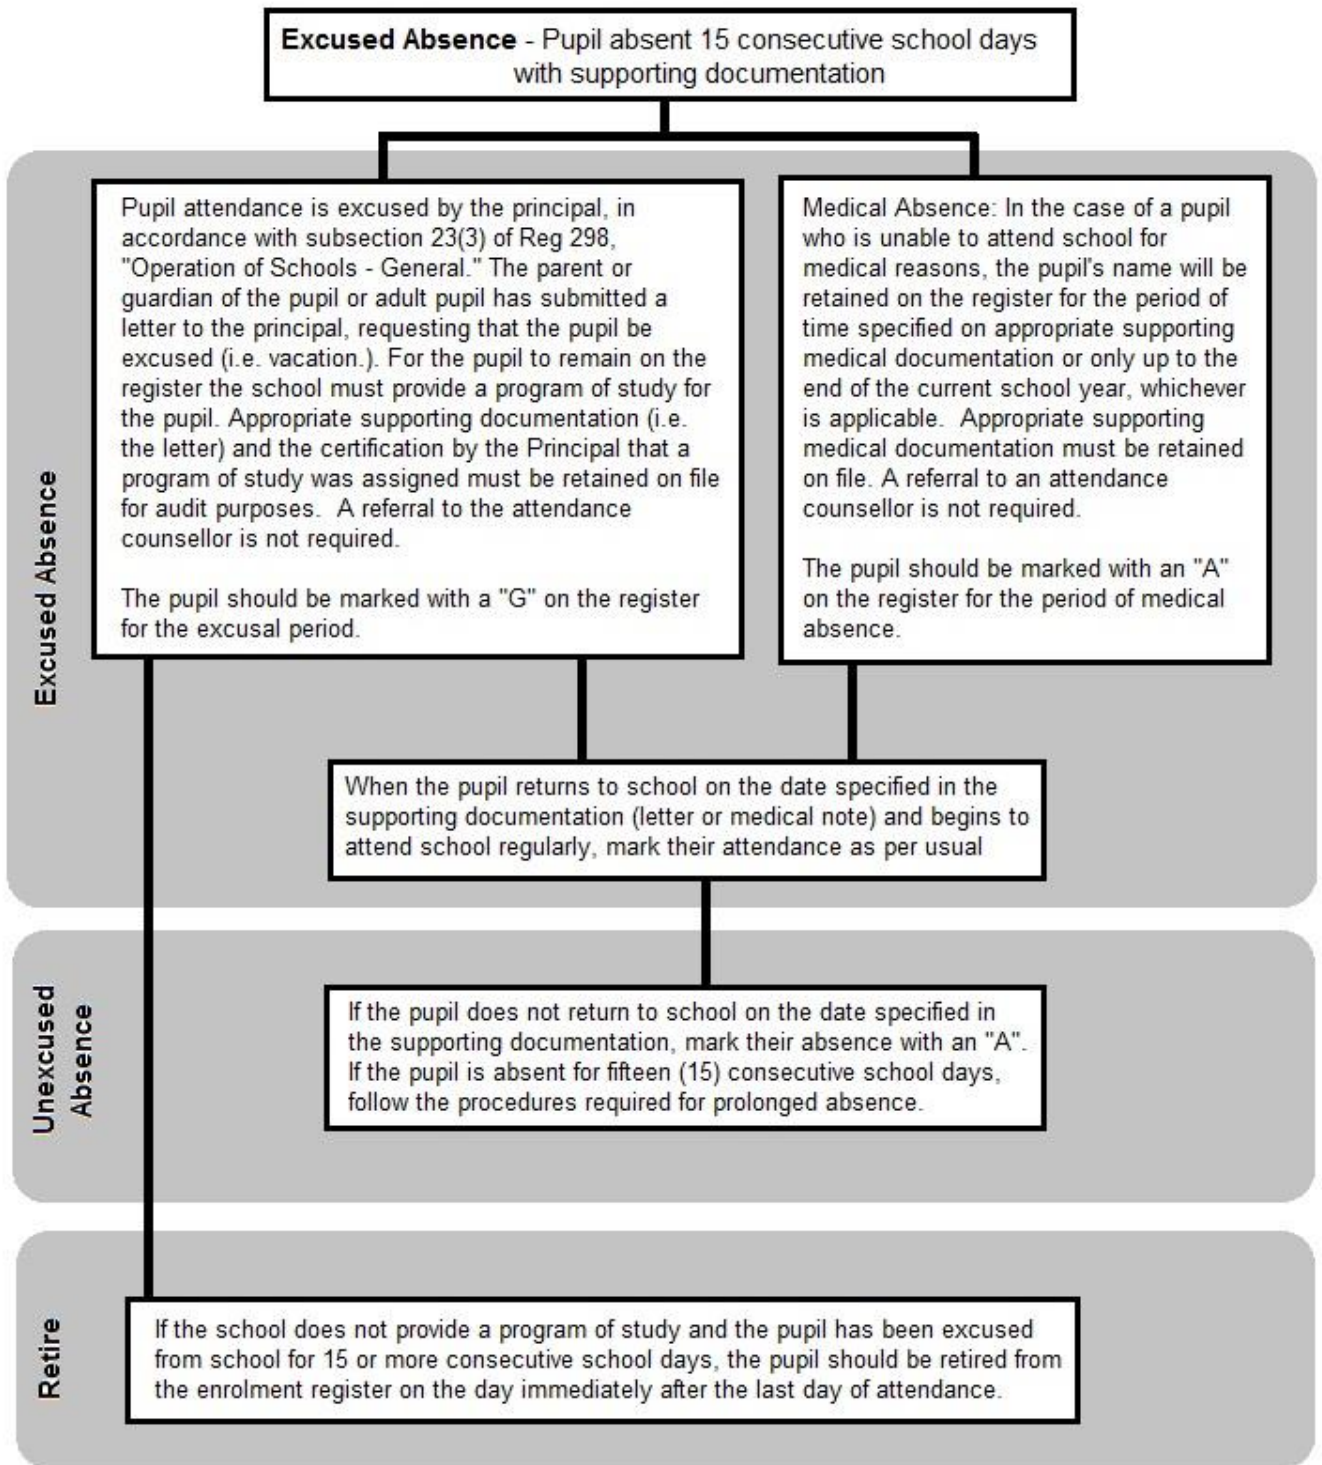 Excused Absence - Pupil absent 15 consecutive school days
with supporting documentation
Excused Absence
Pupil attendance is excused by the principal, in
accordance with subsection 23(3) of Reg 298,
"Operation of Schools - General." The parent or
guardian of the pupil or adult pupil has submitted a
letter to the principal, requesting that the pupil be
excused (i.e. vacation.). For the pupil to remain on the
register the school must provide a program of study for
the pupil. Appropriate supporting documentation (i.e.
the letter) and the certification by the Principal that a
program of study was assigned must be retained on file
for audit purposes.  A referral to the attendance
counsellor is not required.
The pupil should be marked with a "G" on the register
for the excusal period.
Medical Absence: In the case of a pupil
who is unable to attend school for
medical reasons, the pupil's name will be
retained on the register for the period of
time specified on appropriate supporting
medical documentation or only up to the
end of the current school year, whichever
is applicable.  Appropriate supporting
medical documentation must be retained
on file. A referral to an attendance
counsellor is not required.
The pupil should be marked with an "A"
on the register for the period of medical
absence.
When the pupil returns to school on the date specified in the
supporting documentation (letter or medical note) and begins to
attend school regularly, mark their attendance as per usual
Unexcused
Absence
If the pupil does not return to school on the date specified in
the supporting documentation, mark their absence with an "A".
If the pupil is absent for fifteen (15) consecutive school days,
follow the procedures required for prolonged absence.
Retire
If the school does not provide a program of study and the pupil has been excused
from school for 15 or more consecutive school days, the pupil should be retired from
the enrolment register on the day immediately after the last day of attendance.